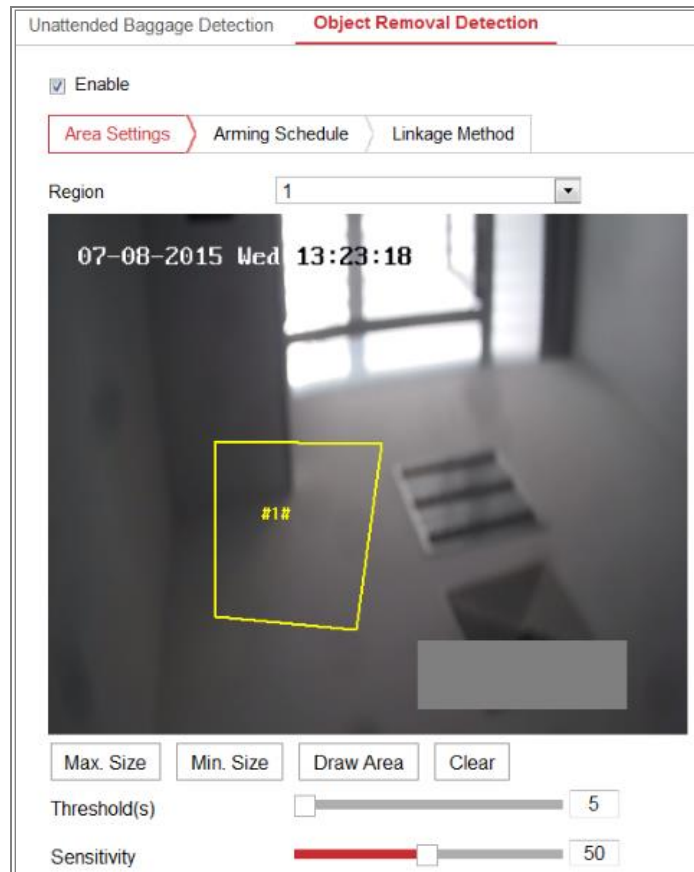 Unattended Baggage Detection Object Removal Detection
Enable
Area Settings Arming Schedule Linkage Method
Region 1
07-08-2015 Wed 13:23:18
#1#
Max. Size Min. Size Draw Area Clear
Threshold(s) 5
Sensitivity 50